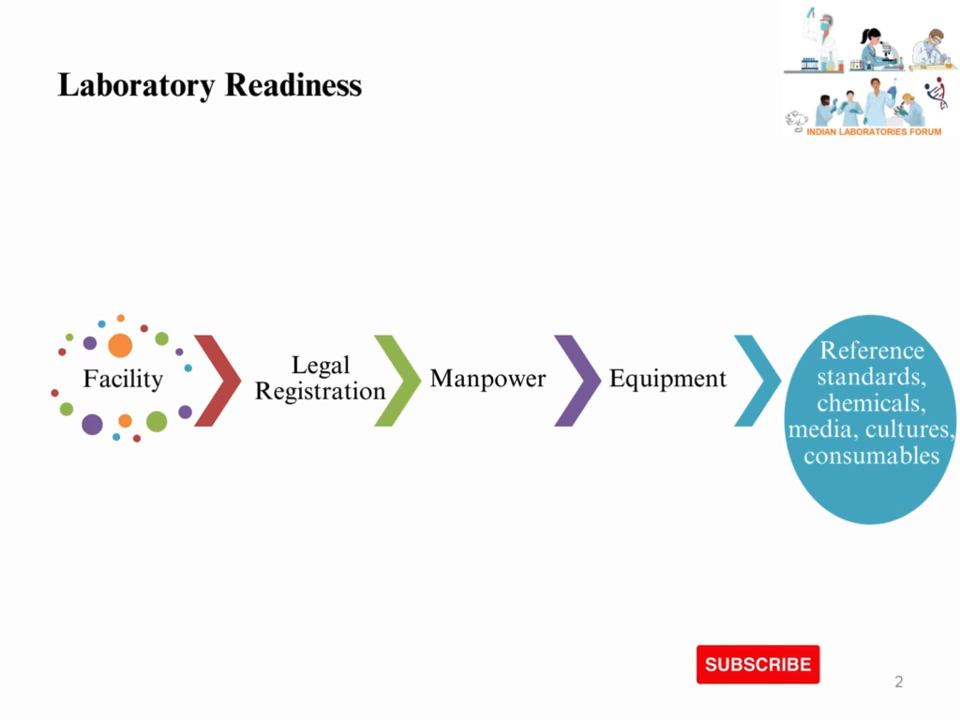 Laboratory Readiness
INDIAN LABORATORIES FORUM
Facility
Legal
Registration
Manpower
Equipment
Reference
standards,
chemicals,
media, cultures,
consumables
SUBSCRIBE
2